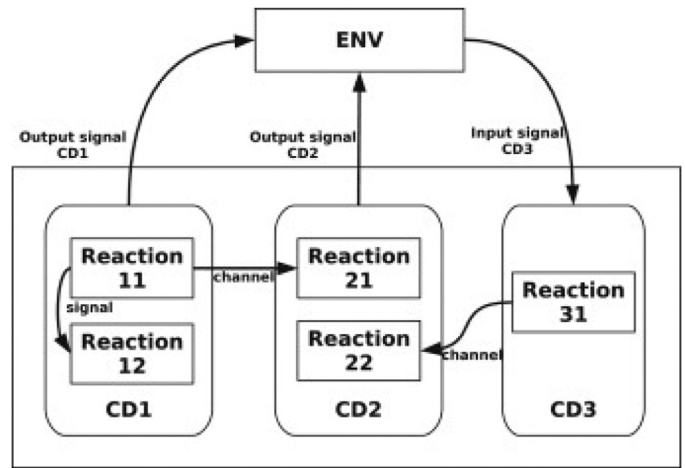 ENV
Output signal
CD1
Output signal
CD2
Input signal
CD3
Reaction
11
channel
Reaction
21
signal
Reaction
12
Reaction
22
channel
Reaction
31
CD1
CD2
CD3